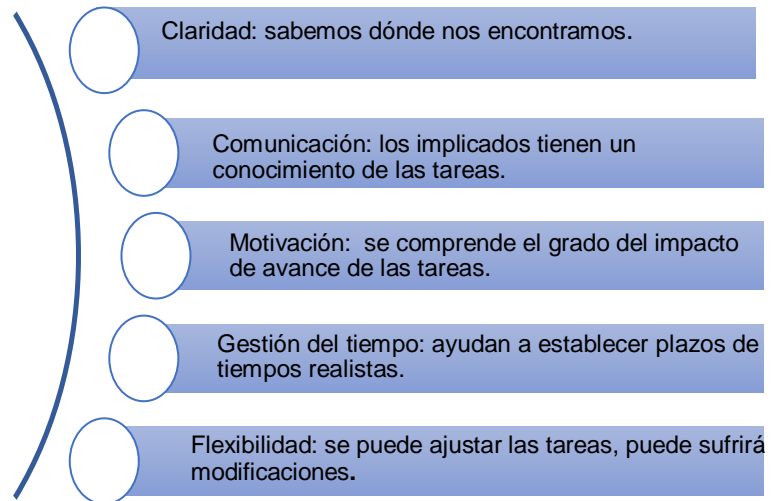 Claridad: sabemos dónde nos encontramos.
Comunicación: los implicados tienen un
conocimiento de las tareas.
Motivación:  se comprende el grado del impacto
de avance de las tareas.
Gestión del tiempo: ayudan a establecer plazos de
tiempos realistas.
Flexibilidad: se puede ajustar las tareas, puede sufrirá
modificaciones.